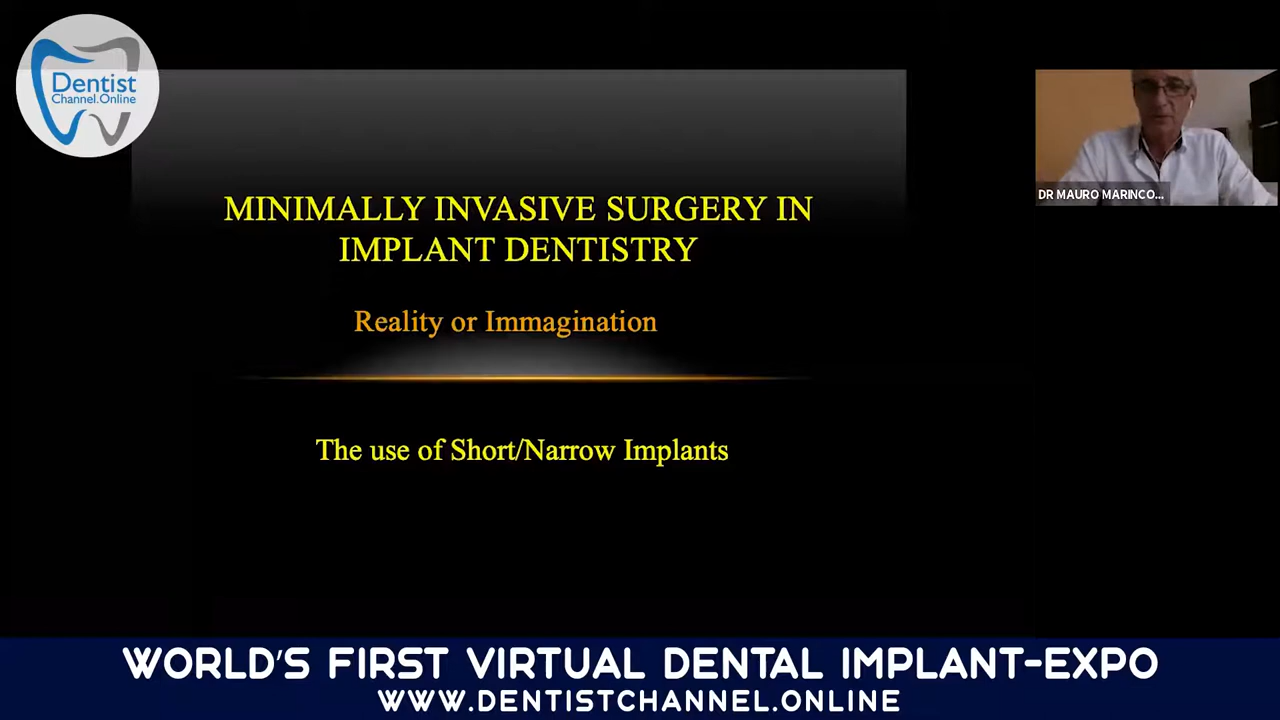 Dentist
Channel.Online
MINIMALLY INVASIVE SURGERY IN
IMPLANT DENTISTRY
Reality or Immagination
The use of Short/Narrow Implants
DR MAURO MARINCO...
WORLD'S FIRST VIRTUAL DENTAL IMPLANT-EXPO
WWW.DENTISTCHANNEL.ONLINE